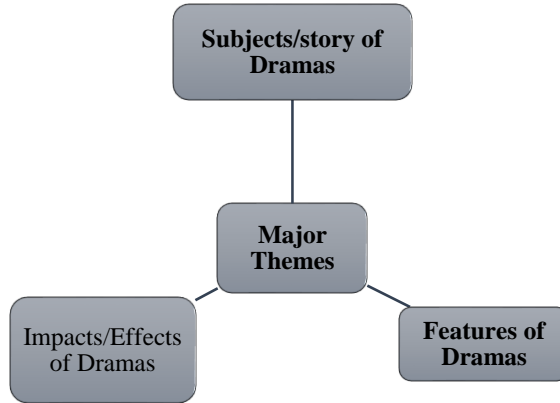 Subjects/story of
Dramas
Major
Themes
Impacts/Effects
of Dramas
Features of
Dramas